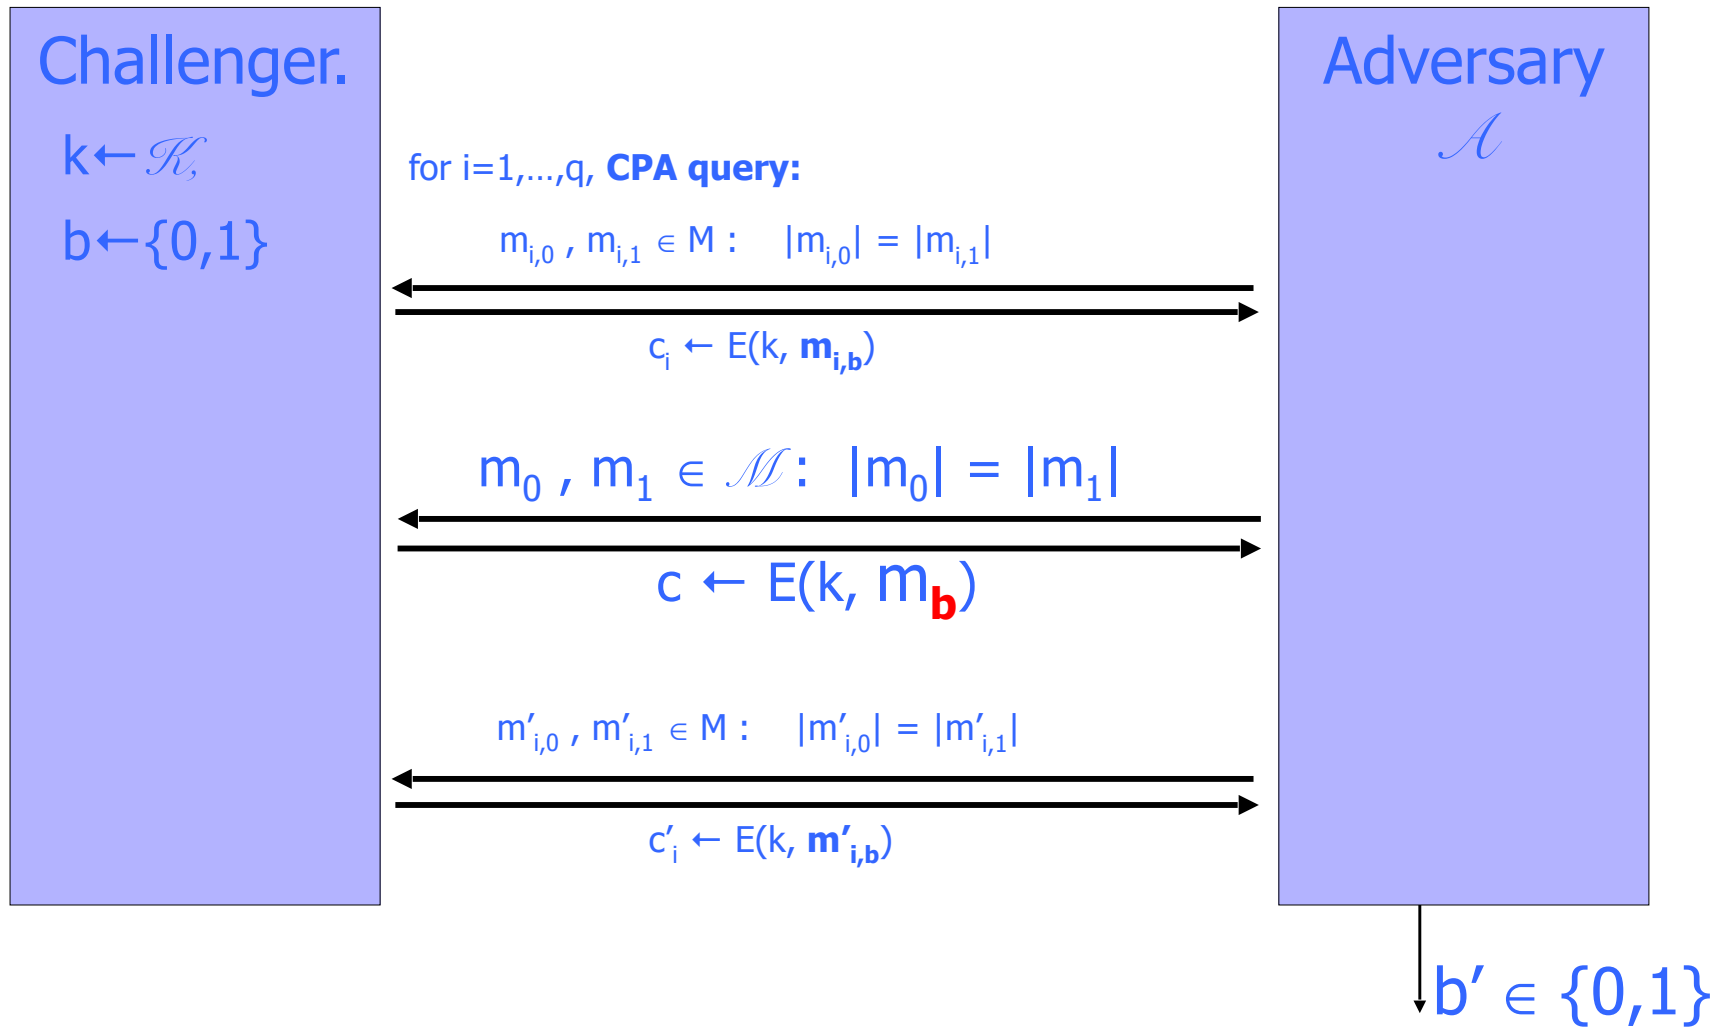 Challenger.
k←𝒦,
b←{0,1}
Adversary
𝒜
for i=1,…,q, CPA query:
m_{i,0} , m_{i,1} ∈ M : |m_{i,0}| = |m_{i,1}|
c_i ← E(k, m_{i,b})
m_0 , m_1 ∈ ℳ : |m_0| = |m_1|
c ← E(k, m_b)
m′_{i,0} , m′_{i,1} ∈ M : |m′_{i,0}| = |m′_{i,1}|
c′_i ← E(k, m′_{i,b})
b′ ∈ {0,1}